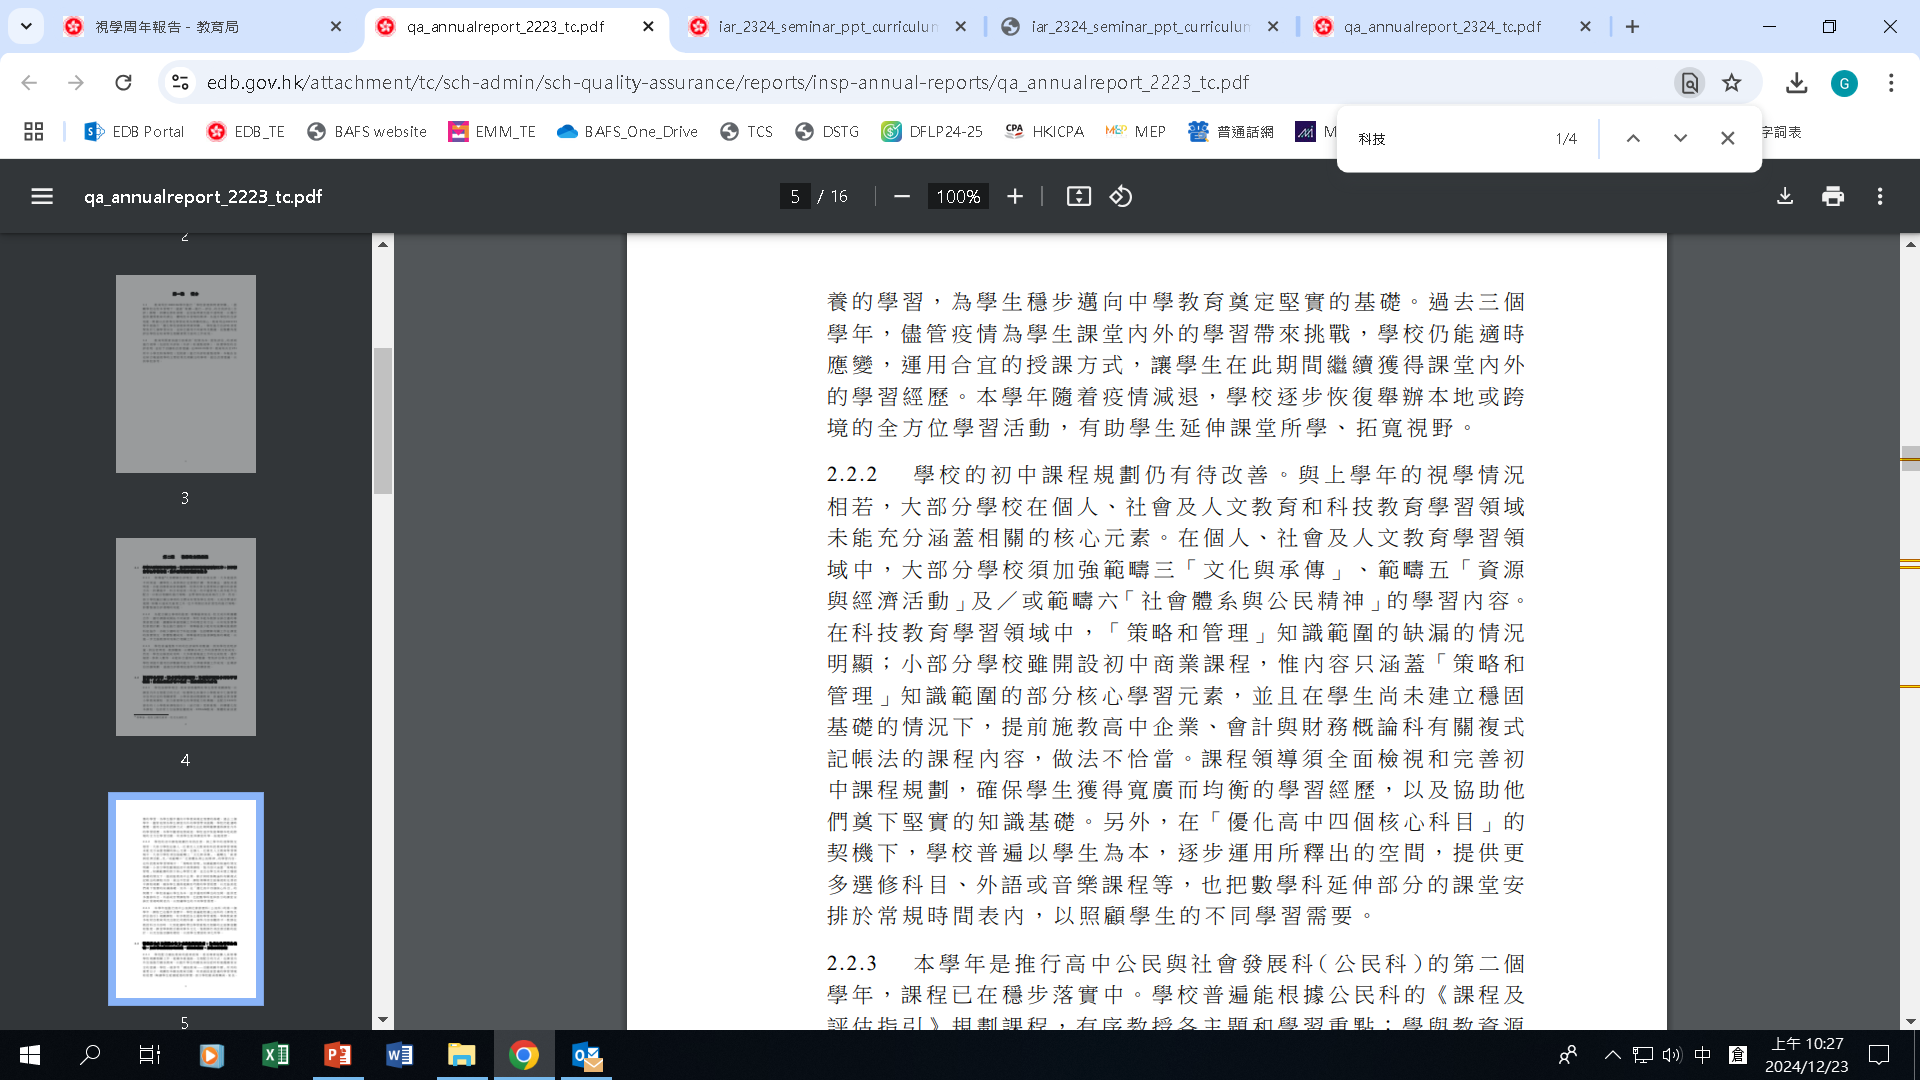 視學周年報告 - 教育局
qa_annualreport_2223_tc.pdf
iar_2324_seminar_ppt_curriculun
iar_2324_seminar_ppt_curriculun
qa_annualreport_2324_tc.pdf
edb.gov.hk/attachment/tc/sch-admin/sch-quality-assurance/reports/insp-annual-reports/qa_annualreport_2223_tc.pdf
G
EDB Portal
EDB_TE
BAFS website
EMM_TE
BAFS_One_Drive
TCS
DSTG
DFLP24-25
HKICPA
MEP
普通話網
M
字詞表
科技
1/4
qa_annualreport_2223_tc.pdf
5 / 16
100%
2
3
4
5
養的學習，為學生穩步邁向中學教育奠定堅實的基礎。過去三個
學年，儘管疫情為學生課堂內外的學習帶來挑戰，學校仍能適時
應變，運用合宜的授課方式，讓學生在此期間繼續獲得課堂內外
的學習經歷。本學年隨着疫情減退，學校逐步恢復舉辦本地或跨
境的全方位學習活動，有助學生延伸課堂所學、拓寬視野。
2.2.2 學校的初中課程規劃仍有待改善。與上學年的視學情況
相若，大部分學校在個人、社會及人文教育和科技教育學習領域
未能充分涵蓋相關的核心元素。在個人、社會及人文教育學習領
域中，大部分學校須加強範疇三「文化與承傳」、範疇五「資源
與經濟活動」及／或範疇六「社會體系與公民精神」的學習內容。
在科技教育學習領域中，「策略和管理」知識範圍的缺漏的情況
明顯；小部分學校雖開設初中商業課程，惟內容只涵蓋「策略和
管理」知識範圍的部分核心學習元素，並且在學生尚未建立穩固
基礎的情況下，提前施教高中企業、會計與財務概論科有關複式
記帳法的課程內容，做法不恰當。課程領導須全面檢視和完善初
中課程規劃，確保學生獲得寬廣而均衡的學習經歷，以及協助他
們奠下堅實的知識基礎。另外，在「優化高中四個核心科目」的
契機下，學校普遍以學生為本，逐步運用所釋出的空間，提供更
多選修科目、外語或音樂課程等，也把數學科延伸部分的課堂安
排於常規時間表內，以照顧學生的不同學習需要。
2.2.3 本學年是推行高中公民與社會發展科（公民科）的第二個
學年，課程已在穩步落實中。學校普遍能根據公民科的《課程及
評估指引》規劃課程，有序教授各主題和學習重點；學與教資源
中
倉
上午 10:27
2024/12/23